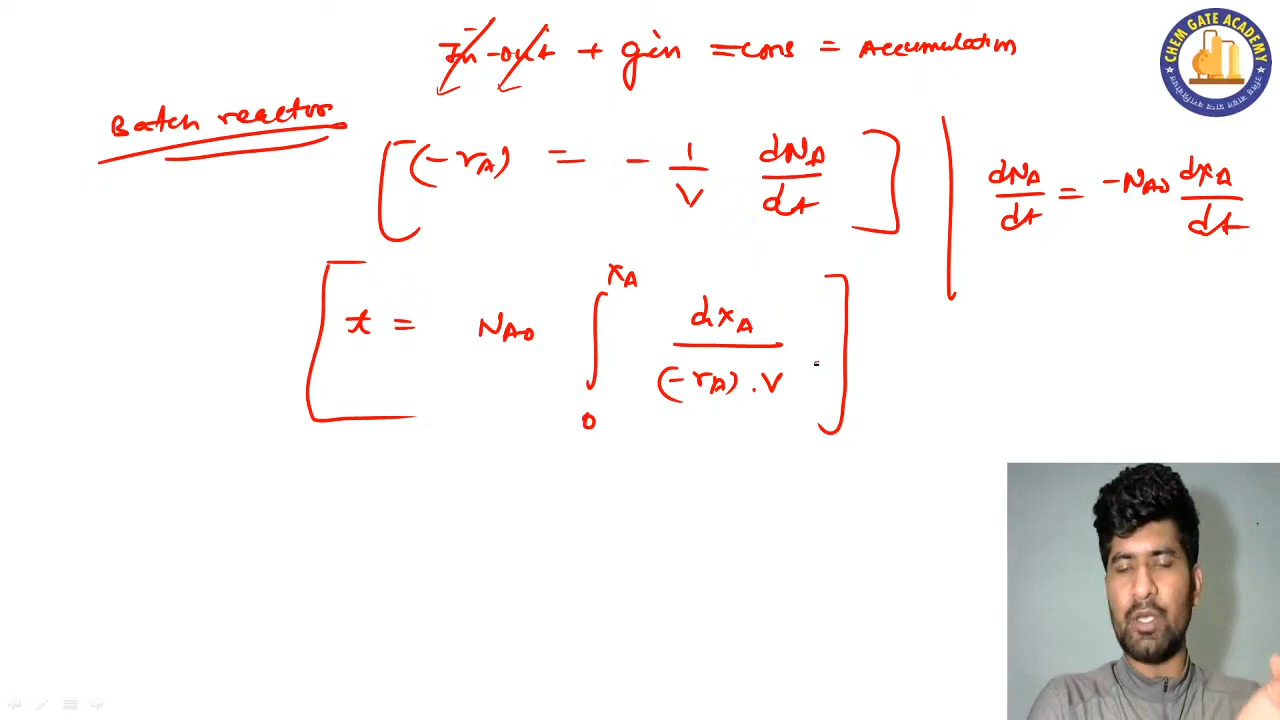 In - out + gen = cons = Accumulation
Batch reactor
(-rA) = - 1/V dNA/dt
dNA/dt = -NA0 dXA/dt
t = NA0 ∫0^XA dXA/((-rA).V)
CHEM GATE ACADEMY